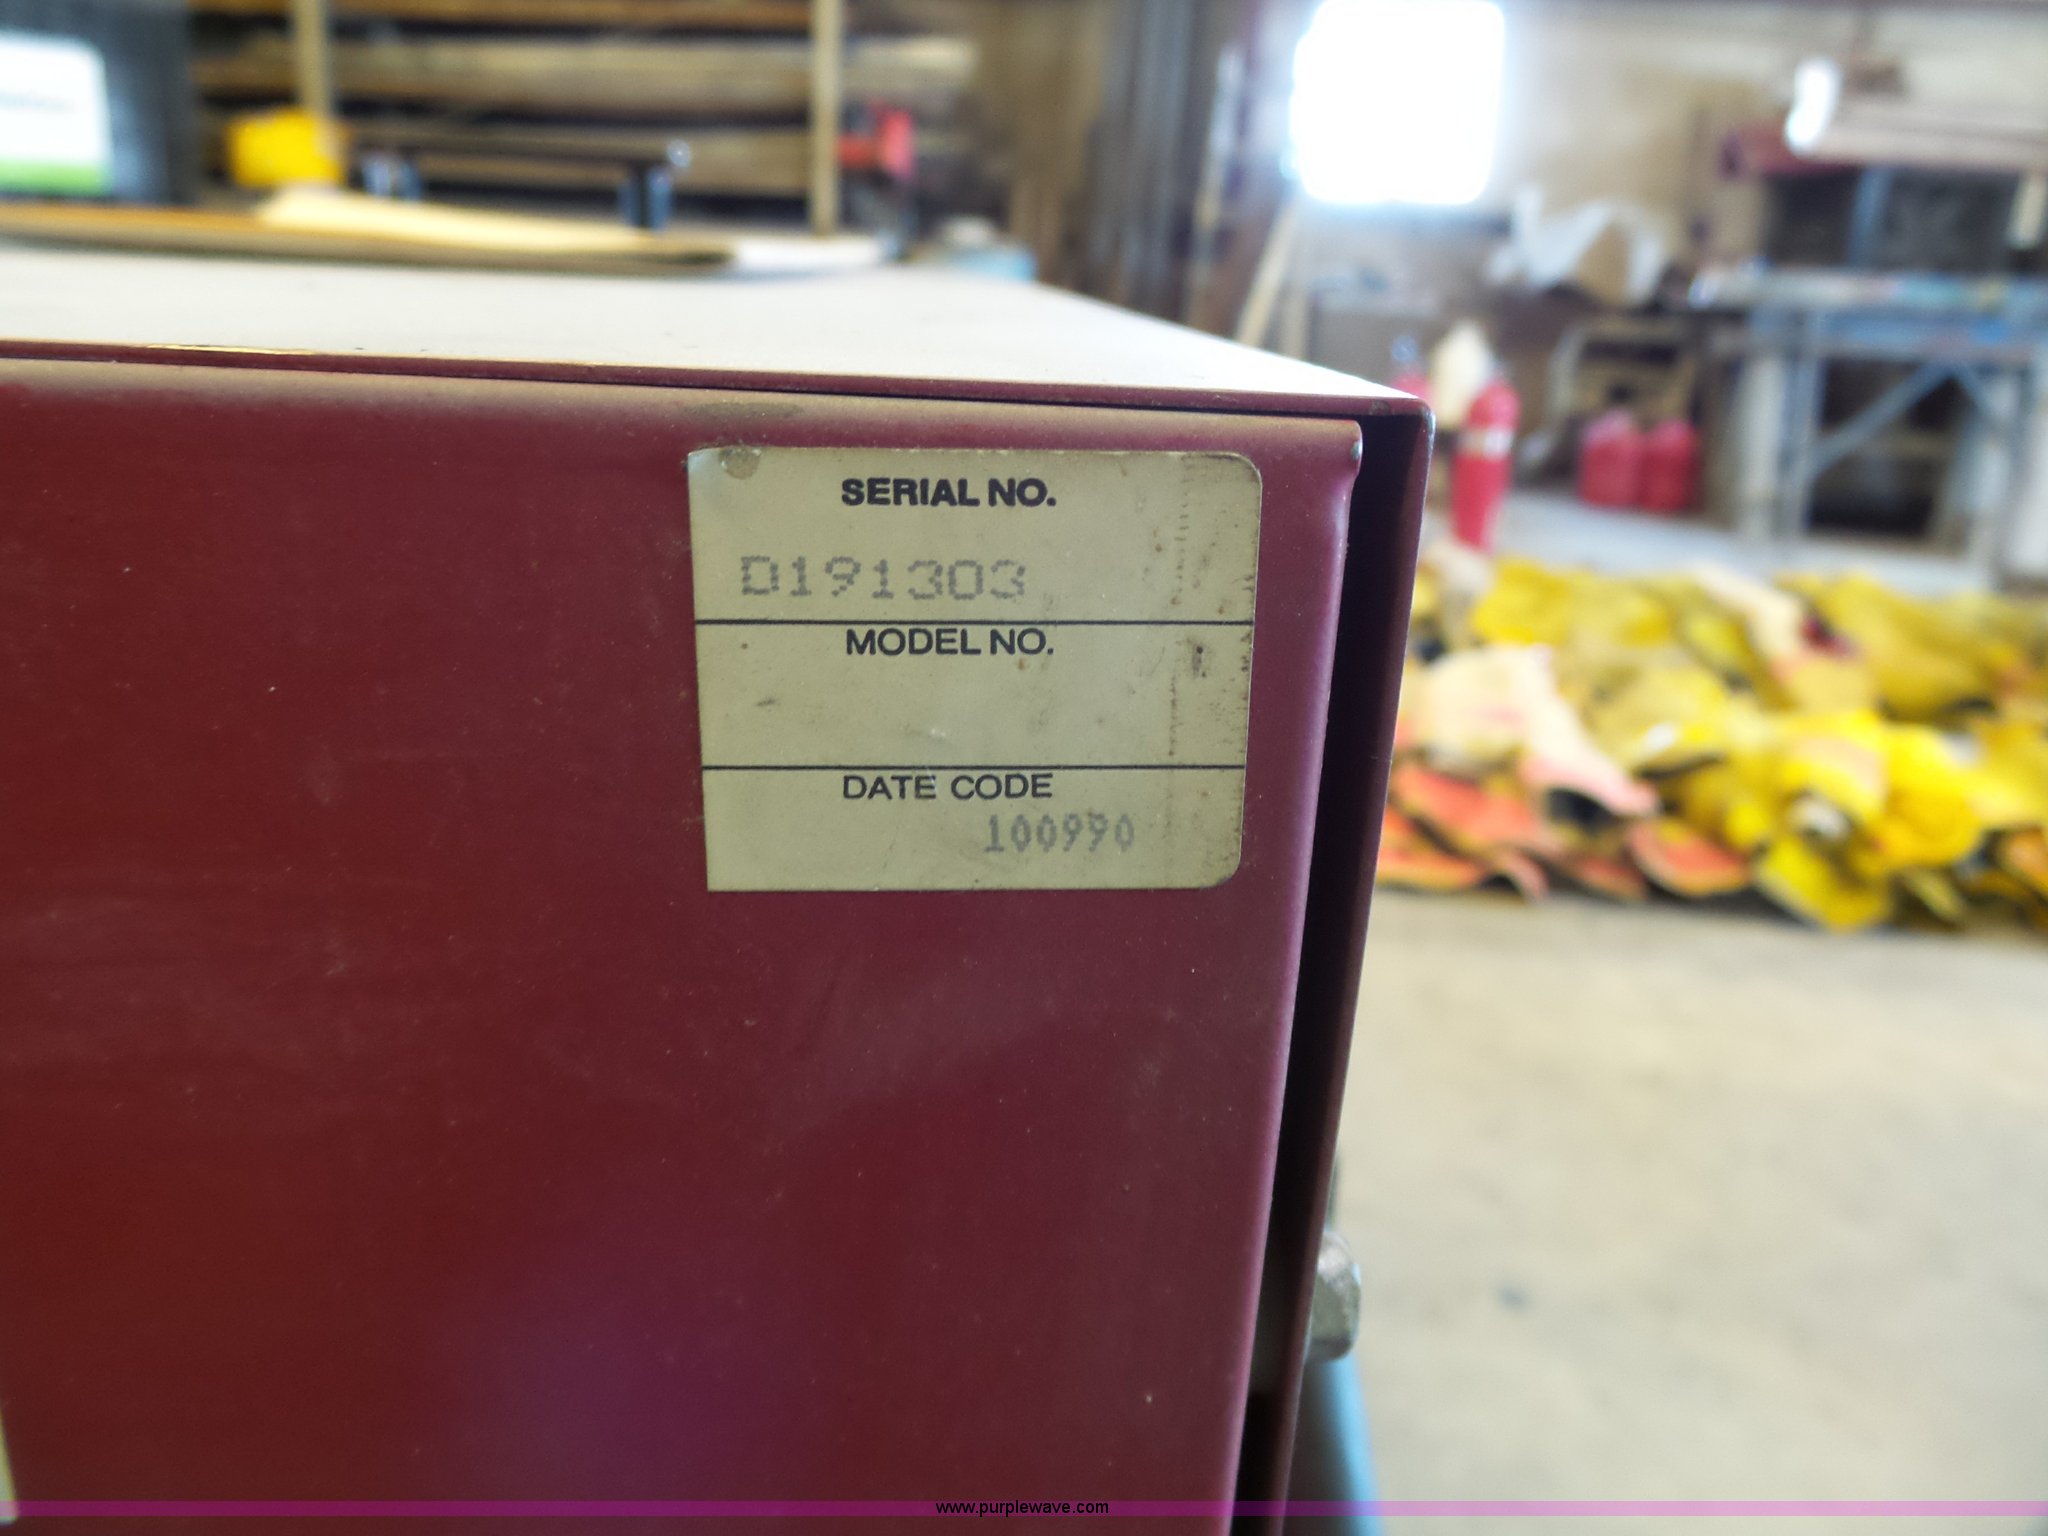 SERIAL NO.
D191303
MODEL NO.
DATE CODE
100990
www.purplewave.com